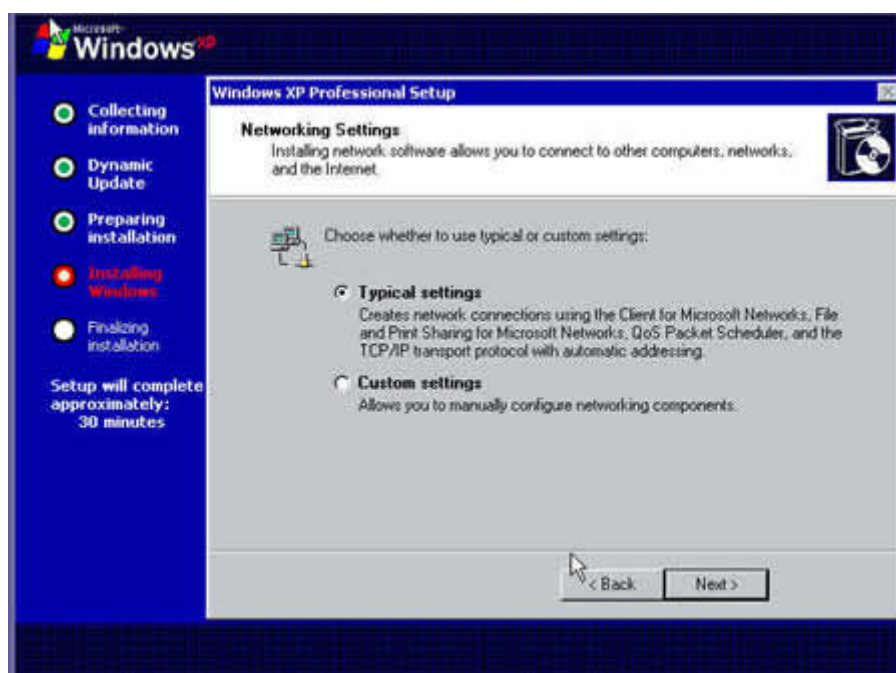 Microsoft
Windows xp
Collecting
information
Dynamic
Update
Preparing
installation
Installing
Windows
Finalizing
installation
Setup will complete
approximately:
30 minutes
Windows XP Professional Setup
Networking Settings
Installing network software allows you to connect to other computers, networks,
and the Internet.
Choose whether to use typical or custom settings:
Typical settings
Creates network connections using the Client for Microsoft Networks, File
and Print Sharing for Microsoft Networks, QoS Packet Scheduler, and the
TCP/IP transport protocol with automatic addressing.
Custom settings
Allows you to manually configure networking components.
< Back
Next >